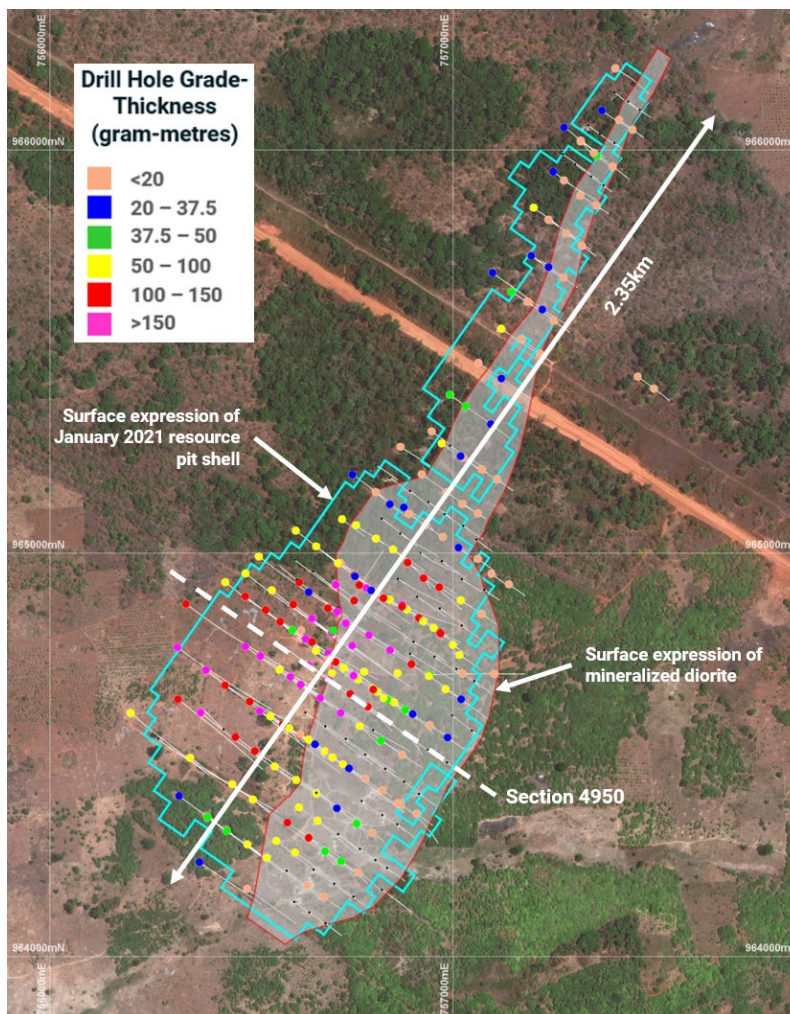 756000mE
757000mE
Drill Hole Grade-
Thickness
(gram-metres)
<20
20 – 37.5
37.5 – 50
50 – 100
100 – 150
>150
966000mN
966000mN
2.35km
Surface expression of
January 2021 resource
pit shell
965000mN
965000mN
Surface expression of
mineralized diorite
Section 4950
964000mN
964000mN
756000mE
757000mE